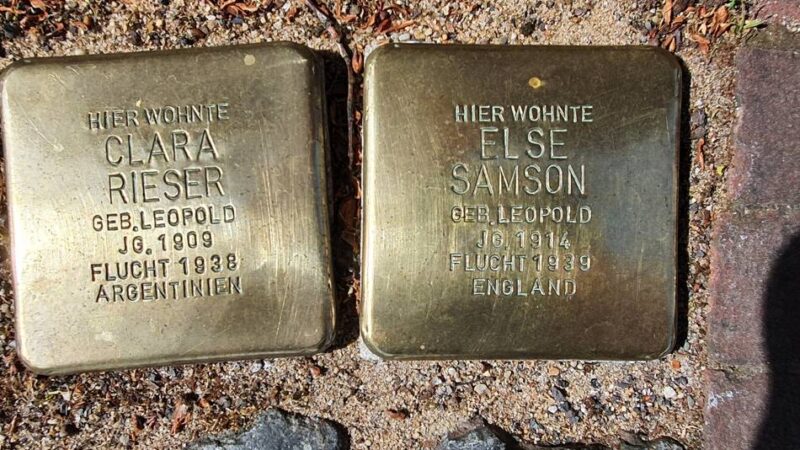 HIER WOHNTE
CLARA
RIESER
GEB. LEOPOLD
JG. 1909
FLUCHT 1938
ARGENTINIEN
HIER WOHNTE
ELSE
SAMSON
GEB. LEOPOLD
JG. 1914
FLUCHT 1939
ENGLAND